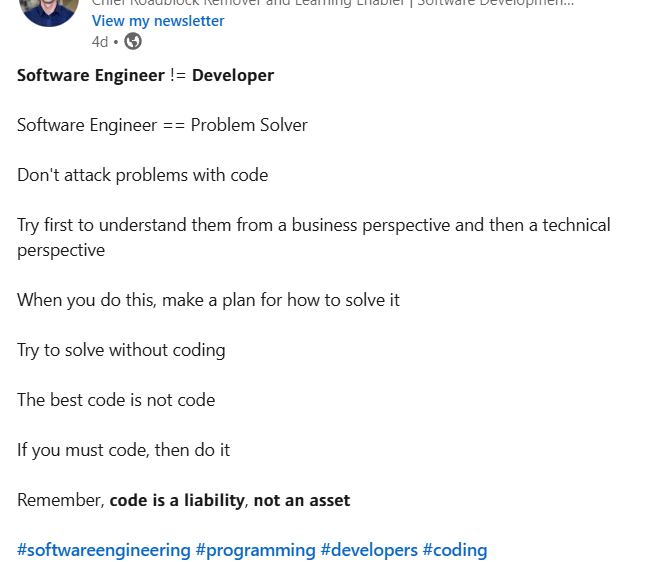 Chief Roadblock Remover and Learning Enabler | Software Developmen...
View my newsletter
4d •
Software Engineer != Developer
Software Engineer == Problem Solver
Don't attack problems with code
Try first to understand them from a business perspective and then a technical
perspective
When you do this, make a plan for how to solve it
Try to solve without coding
The best code is not code
If you must code, then do it
Remember, code is a liability, not an asset
#softwareengineering #programming #developers #coding